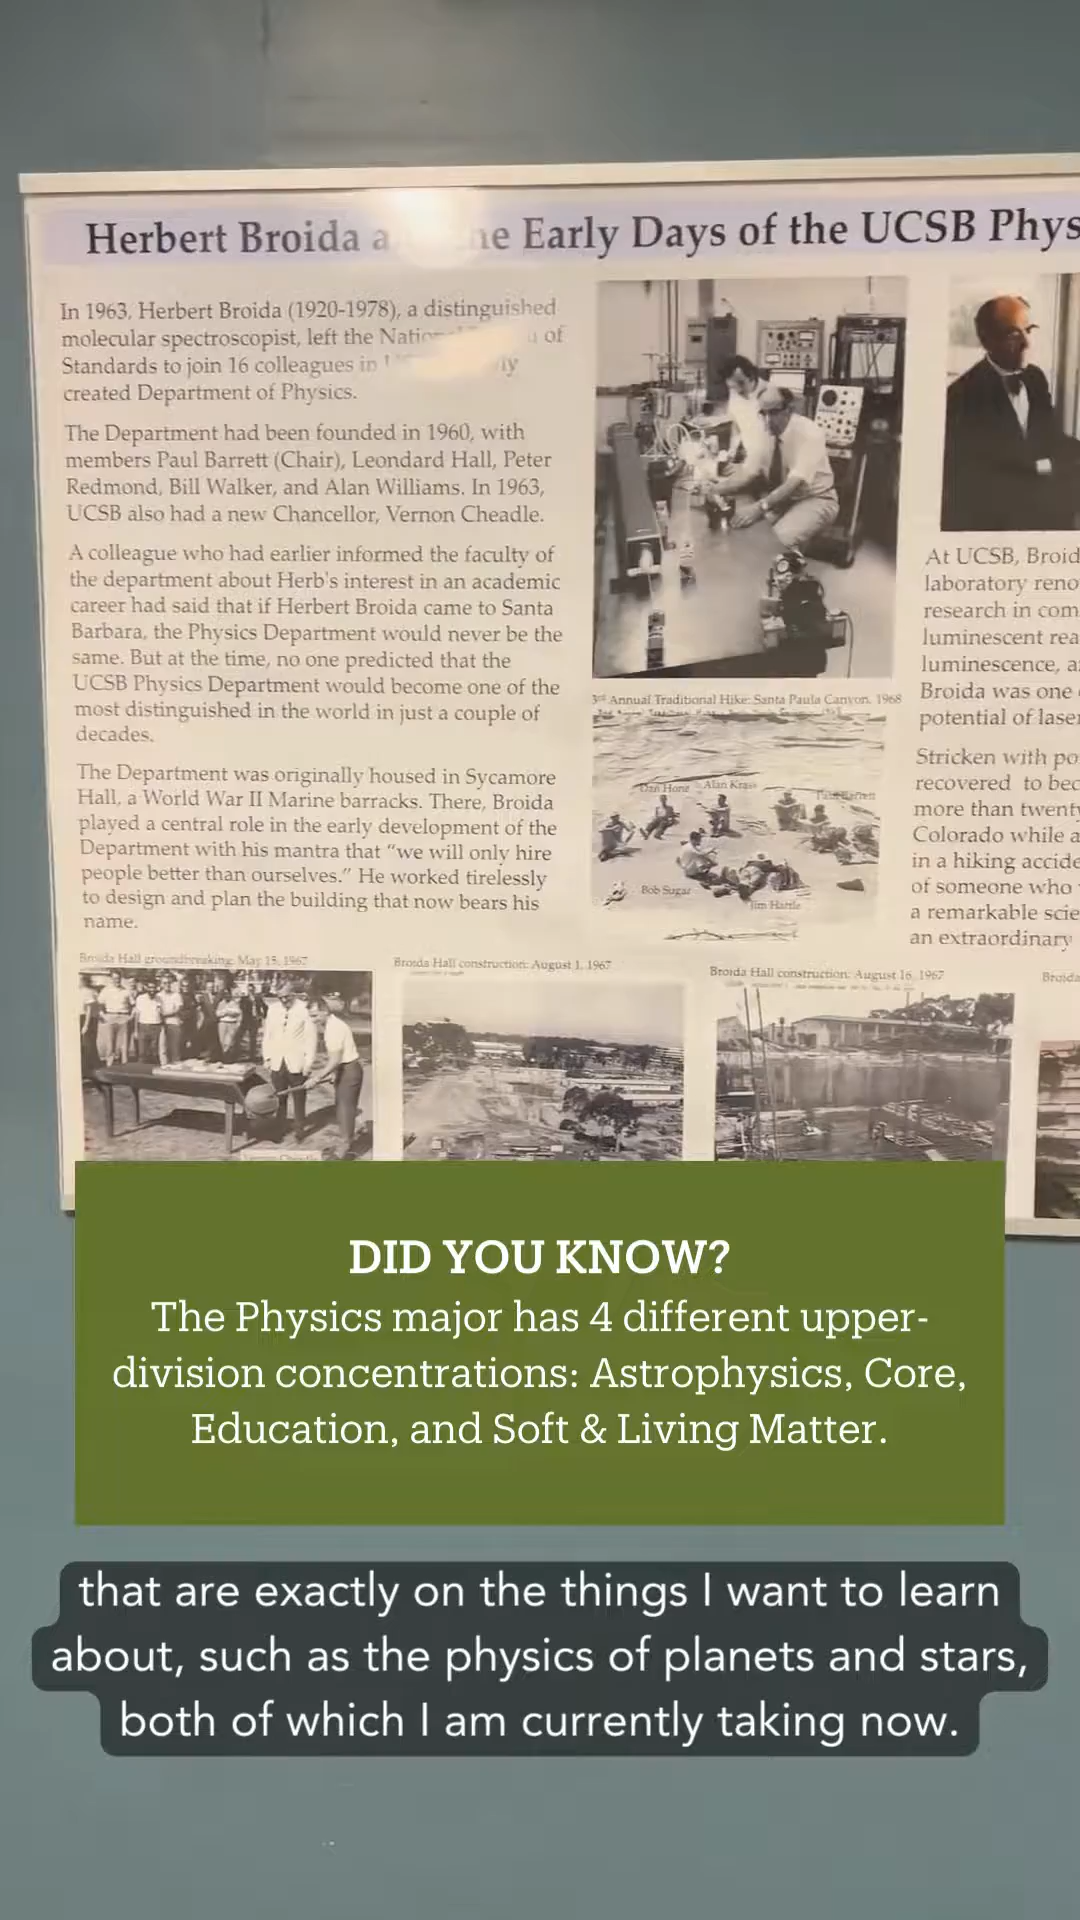 Herbert Broida a he Early Days of the UCSB Phys
In 1963, Herbert Broida (1920-1978), a distinguished
molecular spectroscopist, left the of
Standards to join 16 colleagues in
created Department of Physics.
The Department had been founded in 1960, with
members Paul Barrett (Chair), Leondard Hall, Peter
Redmond, Bill Walker, and Alan Williams. In 1963,
UCSB also had a new Chancellor, Vernon Cheadle.
A colleague who had earlier informed the faculty of
the department about Herb's interest in an academic
career had said that if Herbert Broida came to Santa
Barbara, the Physics Department would never be the
same. But at the time, no one predicted that the
UCSB Physics Department would become one of the
most distinguished in the world in just a couple of
decades.
The Department was originally housed in Sycamore
Hall, a World War II Marine barracks. There, Broida
played a central role in the early development of the
Department with his mantra that “we will only hire
people better than ourselves.” He worked tirelessly
to design and plan the building that now bears his
name.
3rd Annual Traditional Hike: Santa Paula Canyon, 1968
Dan Hone
Alan Krass
Paul Barrett
Bob Sugar
Jim Hartle
At UCSB, Broid
laboratory reno
research in com
luminescent rea
luminescence, a
Broida was one
potential of laser
Stricken with po
recovered to bec
more than twenty
Colorado while a
in a hiking accide
of someone who
a remarkable scie
an extraordinary
Broida Hall groundbreaking: May 15, 1967
Broida Hall construction: August 1, 1967
Broida Hall construction: August 16, 1967
Broida
DID YOU KNOW?
The Physics major has 4 different upper-
division concentrations: Astrophysics, Core,
Education, and Soft & Living Matter.
that are exactly on the things I want to learn
about, such as the physics of planets and stars,
both of which I am currently taking now.